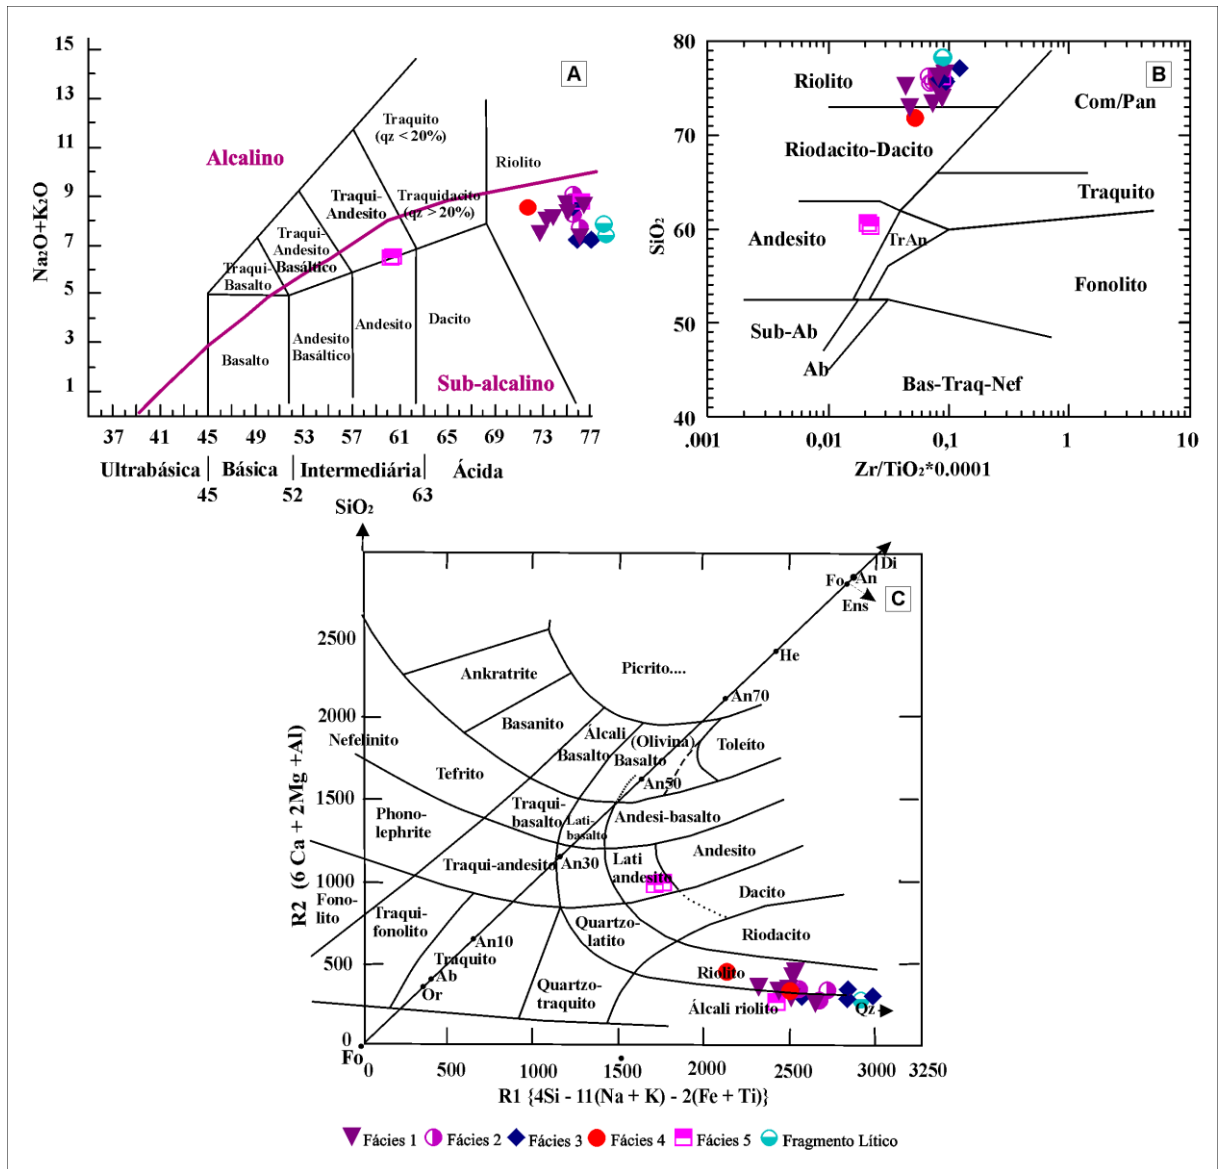 A
15
13
11
9
7
5
3
1
Na₂O+K₂O
Alcalino
Traquito
(qz < 20%)
Riolito
Traqui-
Andesito
Traquidacito
(qz > 20%)
Traqui-
Andesito
Basáltico
Traqui-
Basalto
Basalto
Andesito
Basáltico
Andesito
Dacito
Sub-alcalino
37 41 45 49 53 57 61 65 69 73 77
Ultrabásica Básica Intermediária Ácida
45 52 63
SiO₂
B
80
70
60
50
40
SiO₂
Riolito
Com/Pan
Riodacito-Dacito
Traquito
Andesito
TrAn
Fonolito
Sub-Ab
Ab
Bas-Traq-Nef
.001 0,01 0,1 1 10
Zr/TiO₂*0.0001
C
Di
Fo An
Ens
He
An70
2500
2000
1500
1000
500
0
R2 (6 Ca + 2Mg +Al)
Picrito....
Ankratrite
Basanito
Álcali
Basalto
(Olivina)
Basalto
Toleíto
Nefelinito
Tefrito
An50
Traqui-
basalto
Lati-
basalto
Andesi-basalto
Phono-
lephrite
Traqui-andesito
An30
Lati
andesito
Andesito
Fono-
lito
Traqui-
fonolito
Dacito
Quartzo-
latito
Riodacito
An10
Traquito
Ab
Or
Quartzo-
traquito
Riolito
Álcali riolito
Qz
Fo
0 500 1000 1500 2000 2500 3000 3250
R1 {4Si - 11(Na + K) - 2(Fe + Ti)}
Fácies 1 Fácies 2 Fácies 3 Fácies 4 Fácies 5 Fragmento Lítico